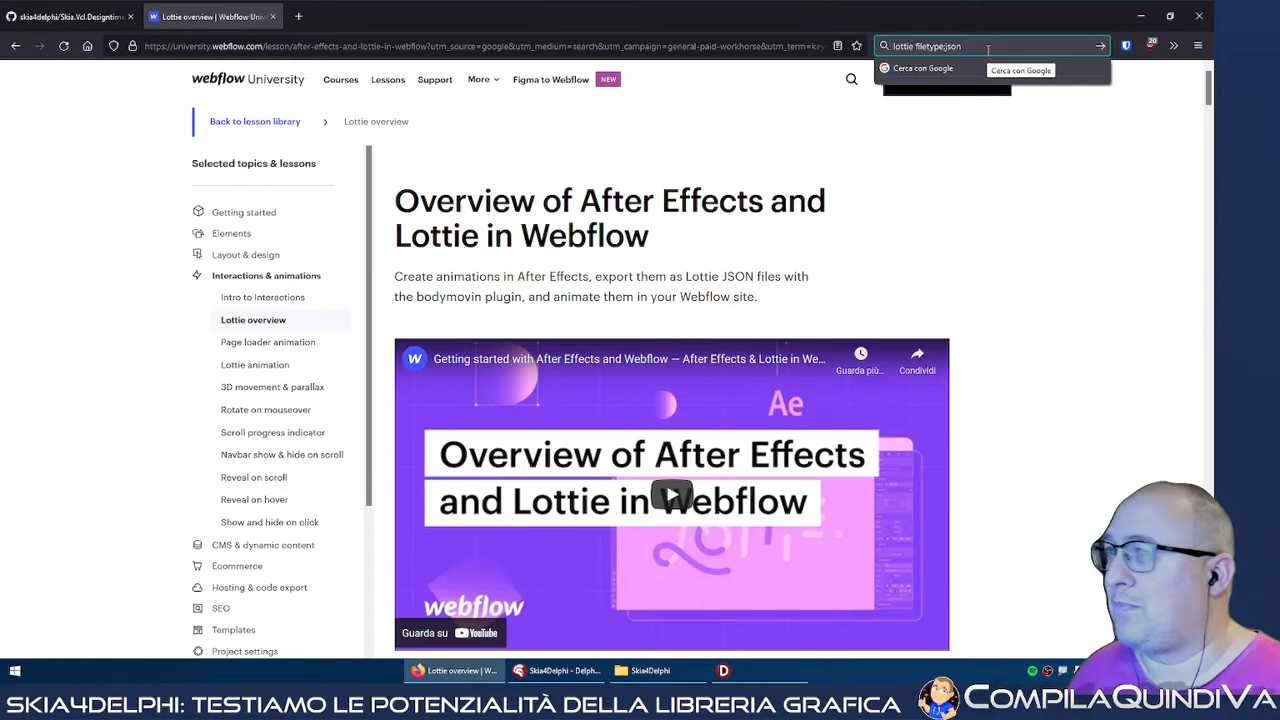 skia4delphi/Skia.Vcl.Designtime
Lottie overview | Webflow Unive
https://university.webflow.com/lesson/after-effects-and-lottie-in-webflow?utm_source=google&utm_medium=search&utm_campaign=general-paid-workhorse&utm_term=key
lottie filetype:json
20
Cerca con Google
Cerca con Google
webflow University
Courses
Lessons
Support
More
Figma to Webflow
NEW
Back to lesson library
Lottie overview
Selected topics & lessons
Getting started
Elements
Layout & design
Interactions & animations
Intro to Interactions
Lottie overview
Page loader animation
Lottie animation
3D movement & parallax
Rotate on mouseover
Scroll progress indicator
Navbar show & hide on scroll
Reveal on scroll
Reveal on hover
Show and hide on click
CMS & dynamic content
Ecommerce
Hosting & code export
SEO
Templates
Project settings
Overview of After Effects and
Lottie in Webflow
Create animations in After Effects, export them as Lottie JSON files with
the bodymovin plugin, and animate them in your Webflow site.
W
Getting started with After Effects and Webflow — After Effects & Lottie in We...
Guarda più...
Condividi
Ae
Overview of After Effects
and Lottie in Webflow
webflow
Guarda su YouTube
Lottie overview | W...
Skia4Delphi - Delph...
Skia4Delphi
D
SKIA4DELPHI: TESTIAMO LE POTENZIALITÀ DELLA LIBRERIA GRAFICA
COMPILAQUINDIVA